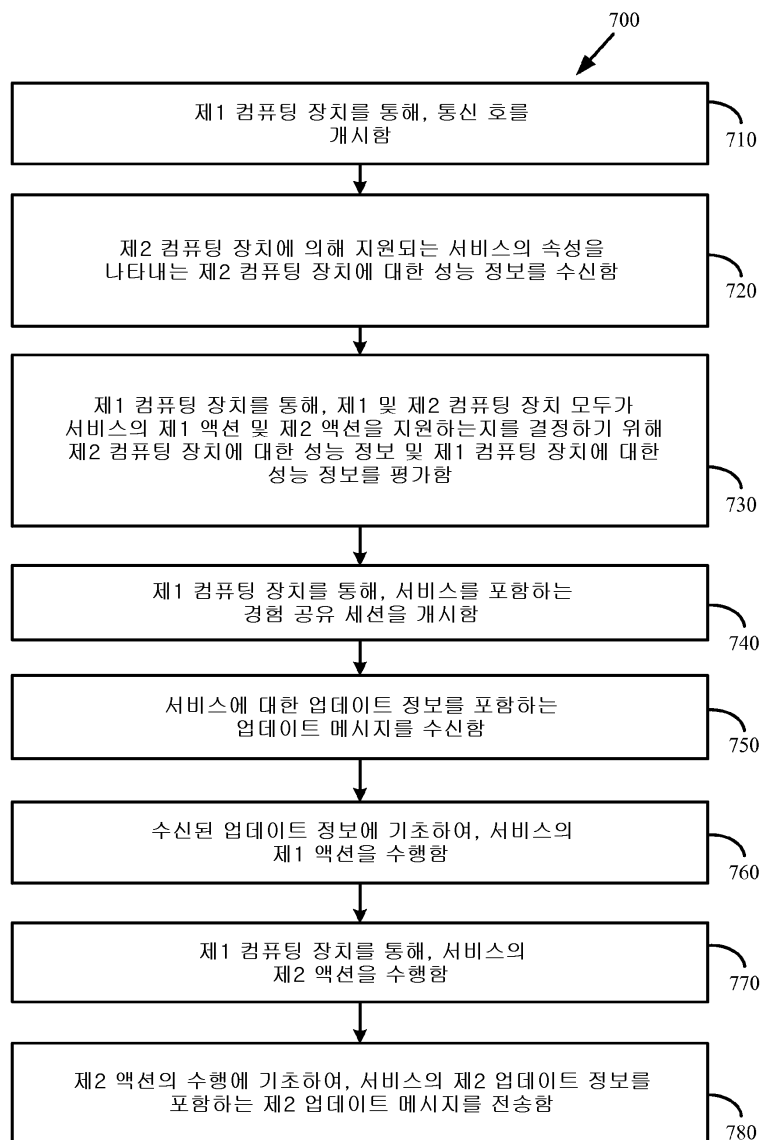 700
제1 컴퓨팅 장치를 통해, 통신 호를
개시함
710
제2 컴퓨팅 장치에 의해 지원되는 서비스의 속성을
나타내는 제2 컴퓨팅 장치에 대한 성능 정보를 수신함
720
제1 컴퓨팅 장치를 통해, 제1 및 제2 컴퓨팅 장치 모두가
서비스의 제1 액션 및 제2 액션을 지원하는지를 결정하기 위해
제2 컴퓨팅 장치에 대한 성능 정보 및 제1 컴퓨팅 장치에 대한
성능 정보를 평가함
730
제1 컴퓨팅 장치를 통해, 서비스를 포함하는
경험 공유 세션을 개시함
740
서비스에 대한 업데이트 정보를 포함하는
업데이트 메시지를 수신함
750
수신된 업데이트 정보에 기초하여, 서비스의
제1 액션을 수행함
760
제1 컴퓨팅 장치를 통해, 서비스의
제2 액션을 수행함
770
제2 액션의 수행에 기초하여, 서비스의 제2 업데이트 정보를
포함하는 제2 업데이트 메시지를 전송함
780